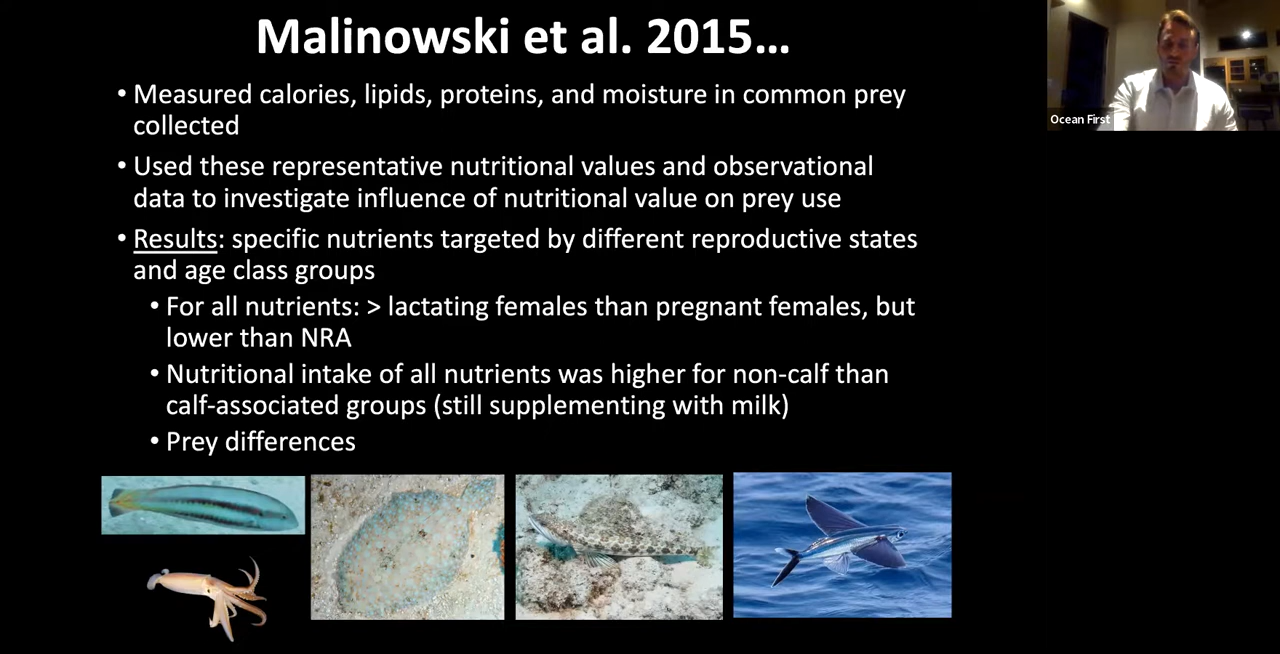 Malinowski et al. 2015...
Ocean First
• Measured calories, lipids, proteins, and moisture in common prey
collected
• Used these representative nutritional values and observational
data to investigate influence of nutritional value on prey use
• Results: specific nutrients targeted by different reproductive states
and age class groups
• For all nutrients: > lactating females than pregnant females, but
lower than NRA
• Nutritional intake of all nutrients was higher for non-calf than
calf-associated groups (still supplementing with milk)
• Prey differences